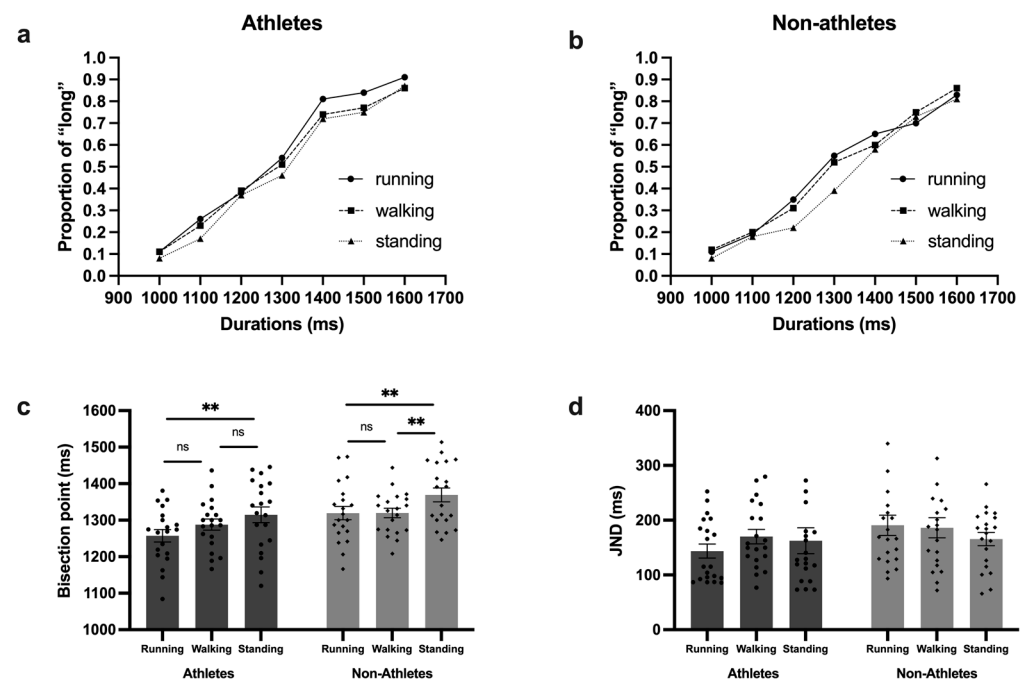 a
Athletes
Proportion of “long”
1.0
0.9
0.8
0.7
0.6
0.5
0.4
0.3
0.2
0.1
0.0
running
walking
standing
900 1000 1100 1200 1300 1400 1500 1600 1700
Durations (ms)
b
Non-athletes
Proportion of “long”
1.0
0.9
0.8
0.7
0.6
0.5
0.4
0.3
0.2
0.1
0.0
running
walking
standing
900 1000 1100 1200 1300 1400 1500 1600 1700
Durations (ms)
c
Bisection point (ms)
1600
1500
1400
1300
1200
1100
1000
**
ns
ns
**
ns
**
Running Walking Standing Running Walking Standing
Athletes Non-Athletes
d
JND (ms)
400
300
200
100
0
Running Walking Standing Running Walking Standing
Athletes Non-Athletes